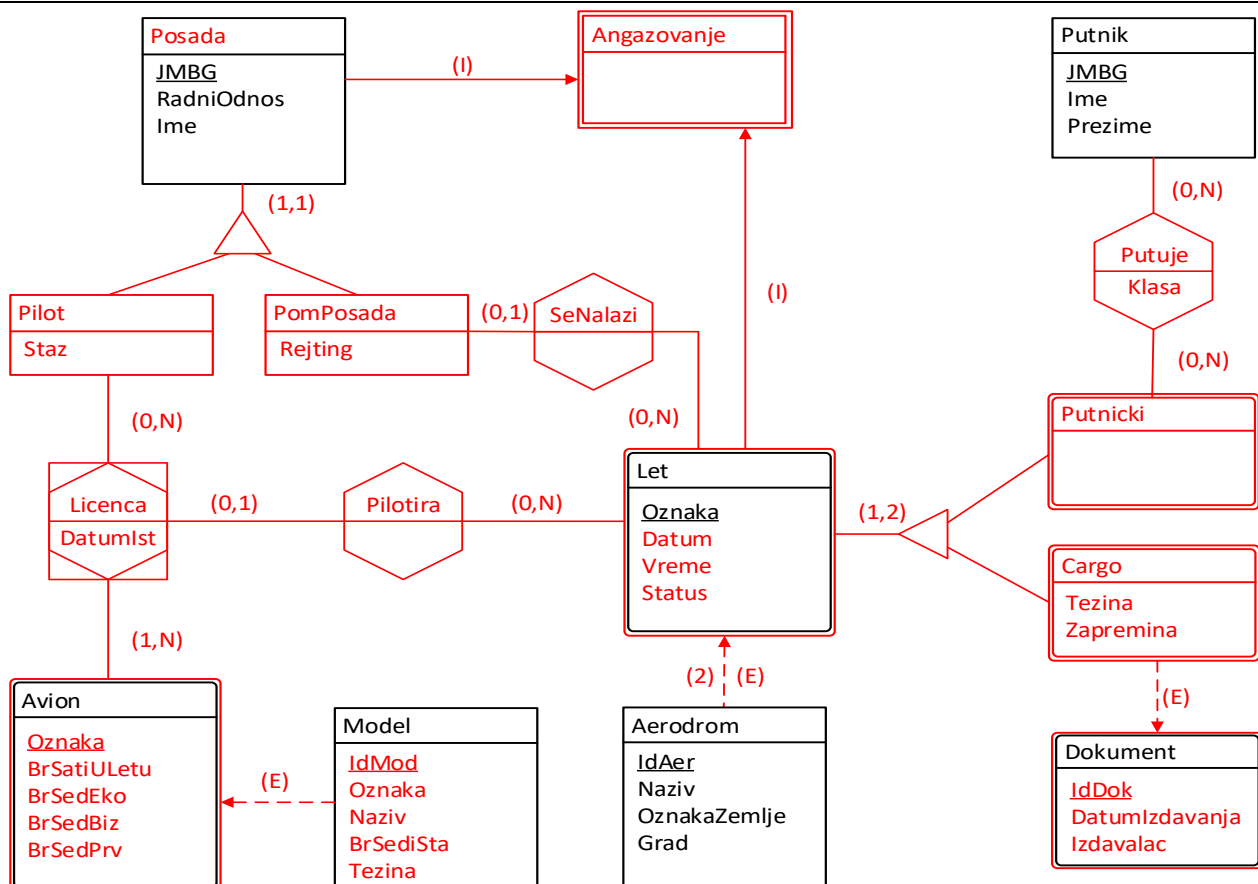 Posada
JMBG
RadniOdnos
Ime
(I)
Angazovanje
Putnik
JMBG
Ime
Prezime
(1,1)
(0,N)
Putuje
Klasa
(0,N)
(I)
Pilot
Staz
PomPosada
Rejting
(0,1)
SeNalazi
(0,N)
Putnicki
(0,N)
Licenca
DatumIst
(0,1)
Pilotira
(0,N)
Let
Oznaka
Datum
Vreme
Status
(1,2)
Cargo
Tezina
Zapremina
(1,N)
(2)
(E)
(E)
Avion
Oznaka
BrSatiULetu
BrSedEko
BrSedBiz
BrSedPrv
(E)
Model
IdMod
Oznaka
Naziv
BrSediSta
Tezina
Aerodrom
IdAer
Naziv
OznakaZemlje
Grad
Dokument
IdDok
DatumIzdavanja
Izdavalac